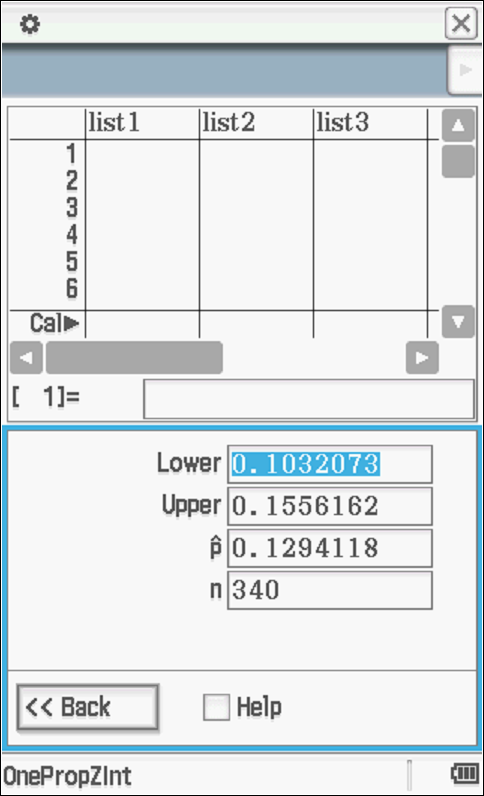 list1 list2 list3
1
2
3
4
5
6
Cal▶
[ 1]=
Lower 0.1032073
Upper 0.1556162
p̂ 0.1294118
n 340
<< Back Help
OnePropZInt